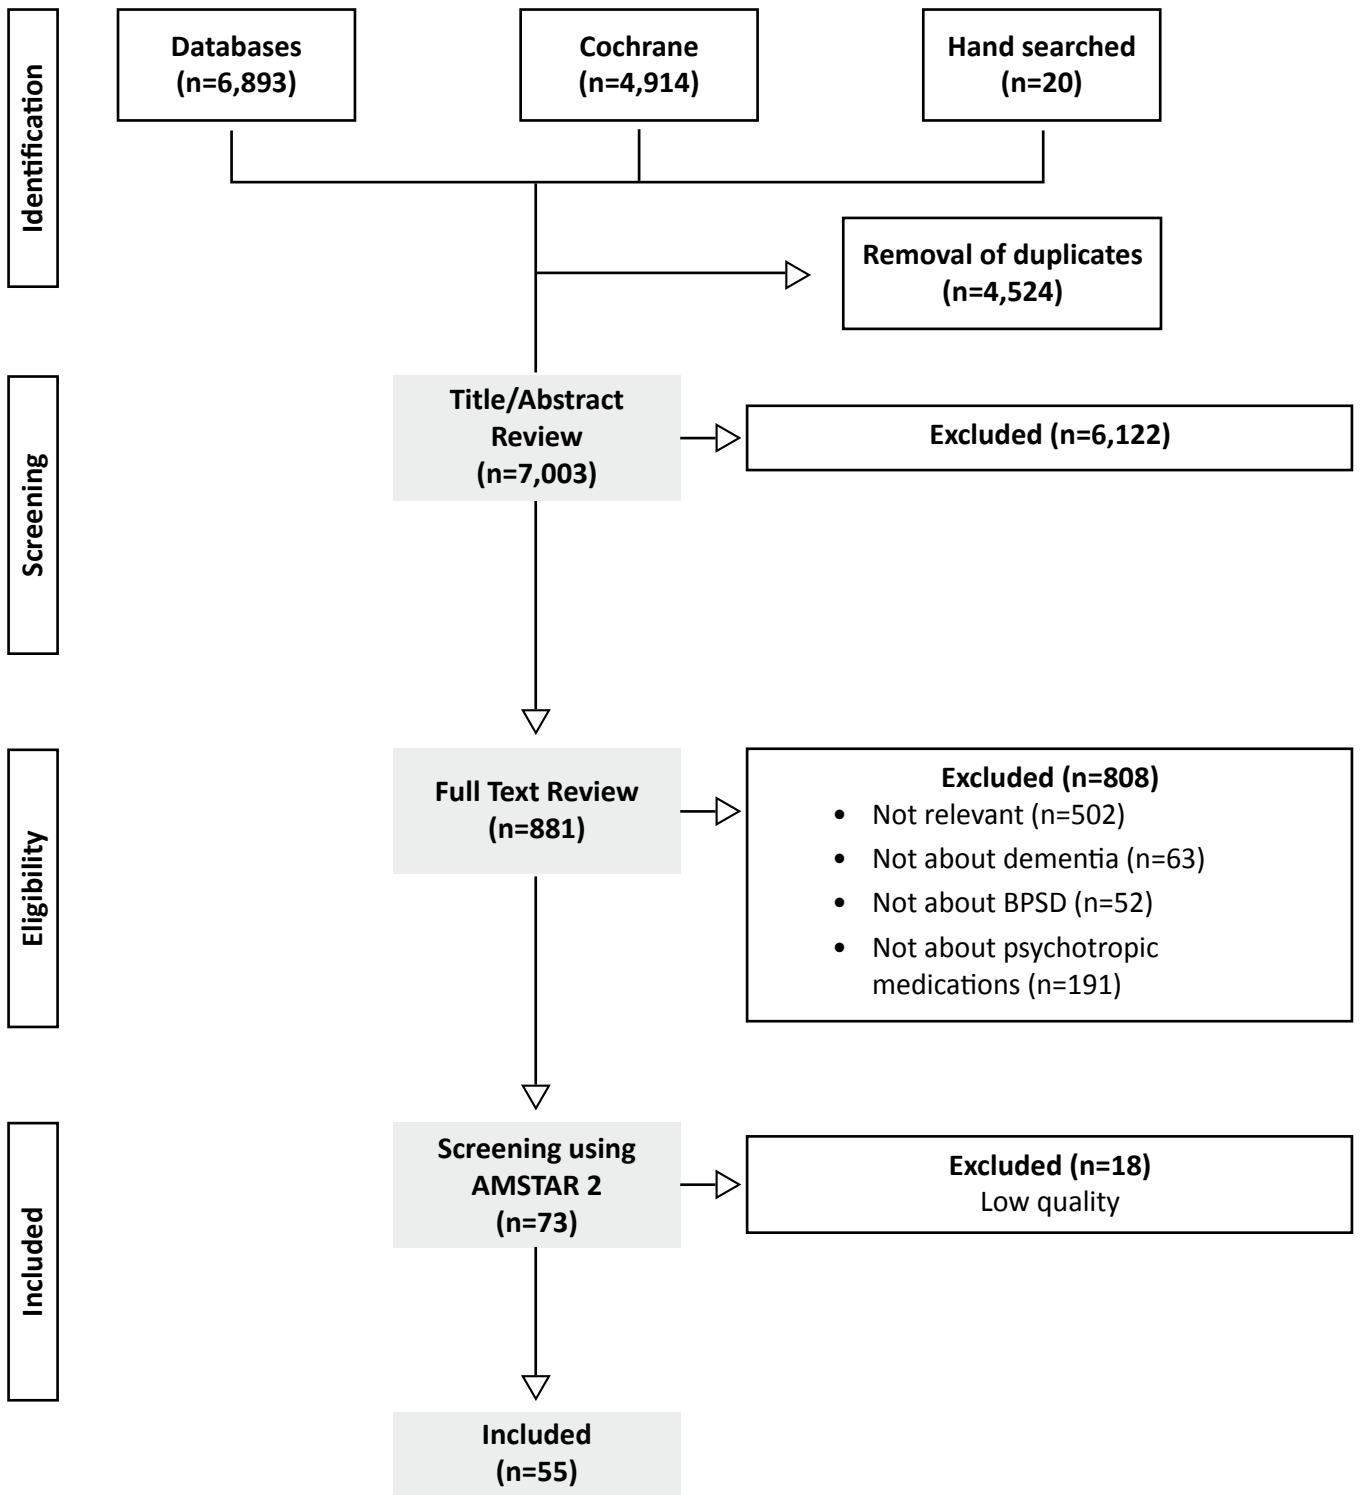 Identification
Databases
(n=6,893)
Cochrane
(n=4,914)
Hand searched
(n=20)
Removal of duplicates
(n=4,524)
Screening
Title/Abstract
Review
(n=7,003)
Excluded (n=6,122)
Eligibility
Full Text Review
(n=881)
Excluded (n=808)
• Not relevant (n=502)
• Not about dementia (n=63)
• Not about BPSD (n=52)
• Not about psychotropic
medications (n=191)
Included
Screening using
AMSTAR 2
(n=73)
Excluded (n=18)
Low quality
Included
(n=55)